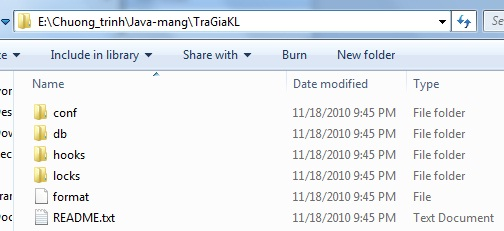 E:\Chuong_trinh\Java-mang\TraGiaKL
Include in library Share with Burn New folder
Name Date modified Type
conf 11/18/2010 9:45 PM File folder
db 11/18/2010 9:45 PM File folder
hooks 11/18/2010 9:45 PM File folder
locks 11/18/2010 9:45 PM File folder
format 11/18/2010 9:45 PM File
README.txt 11/18/2010 9:45 PM Text Document